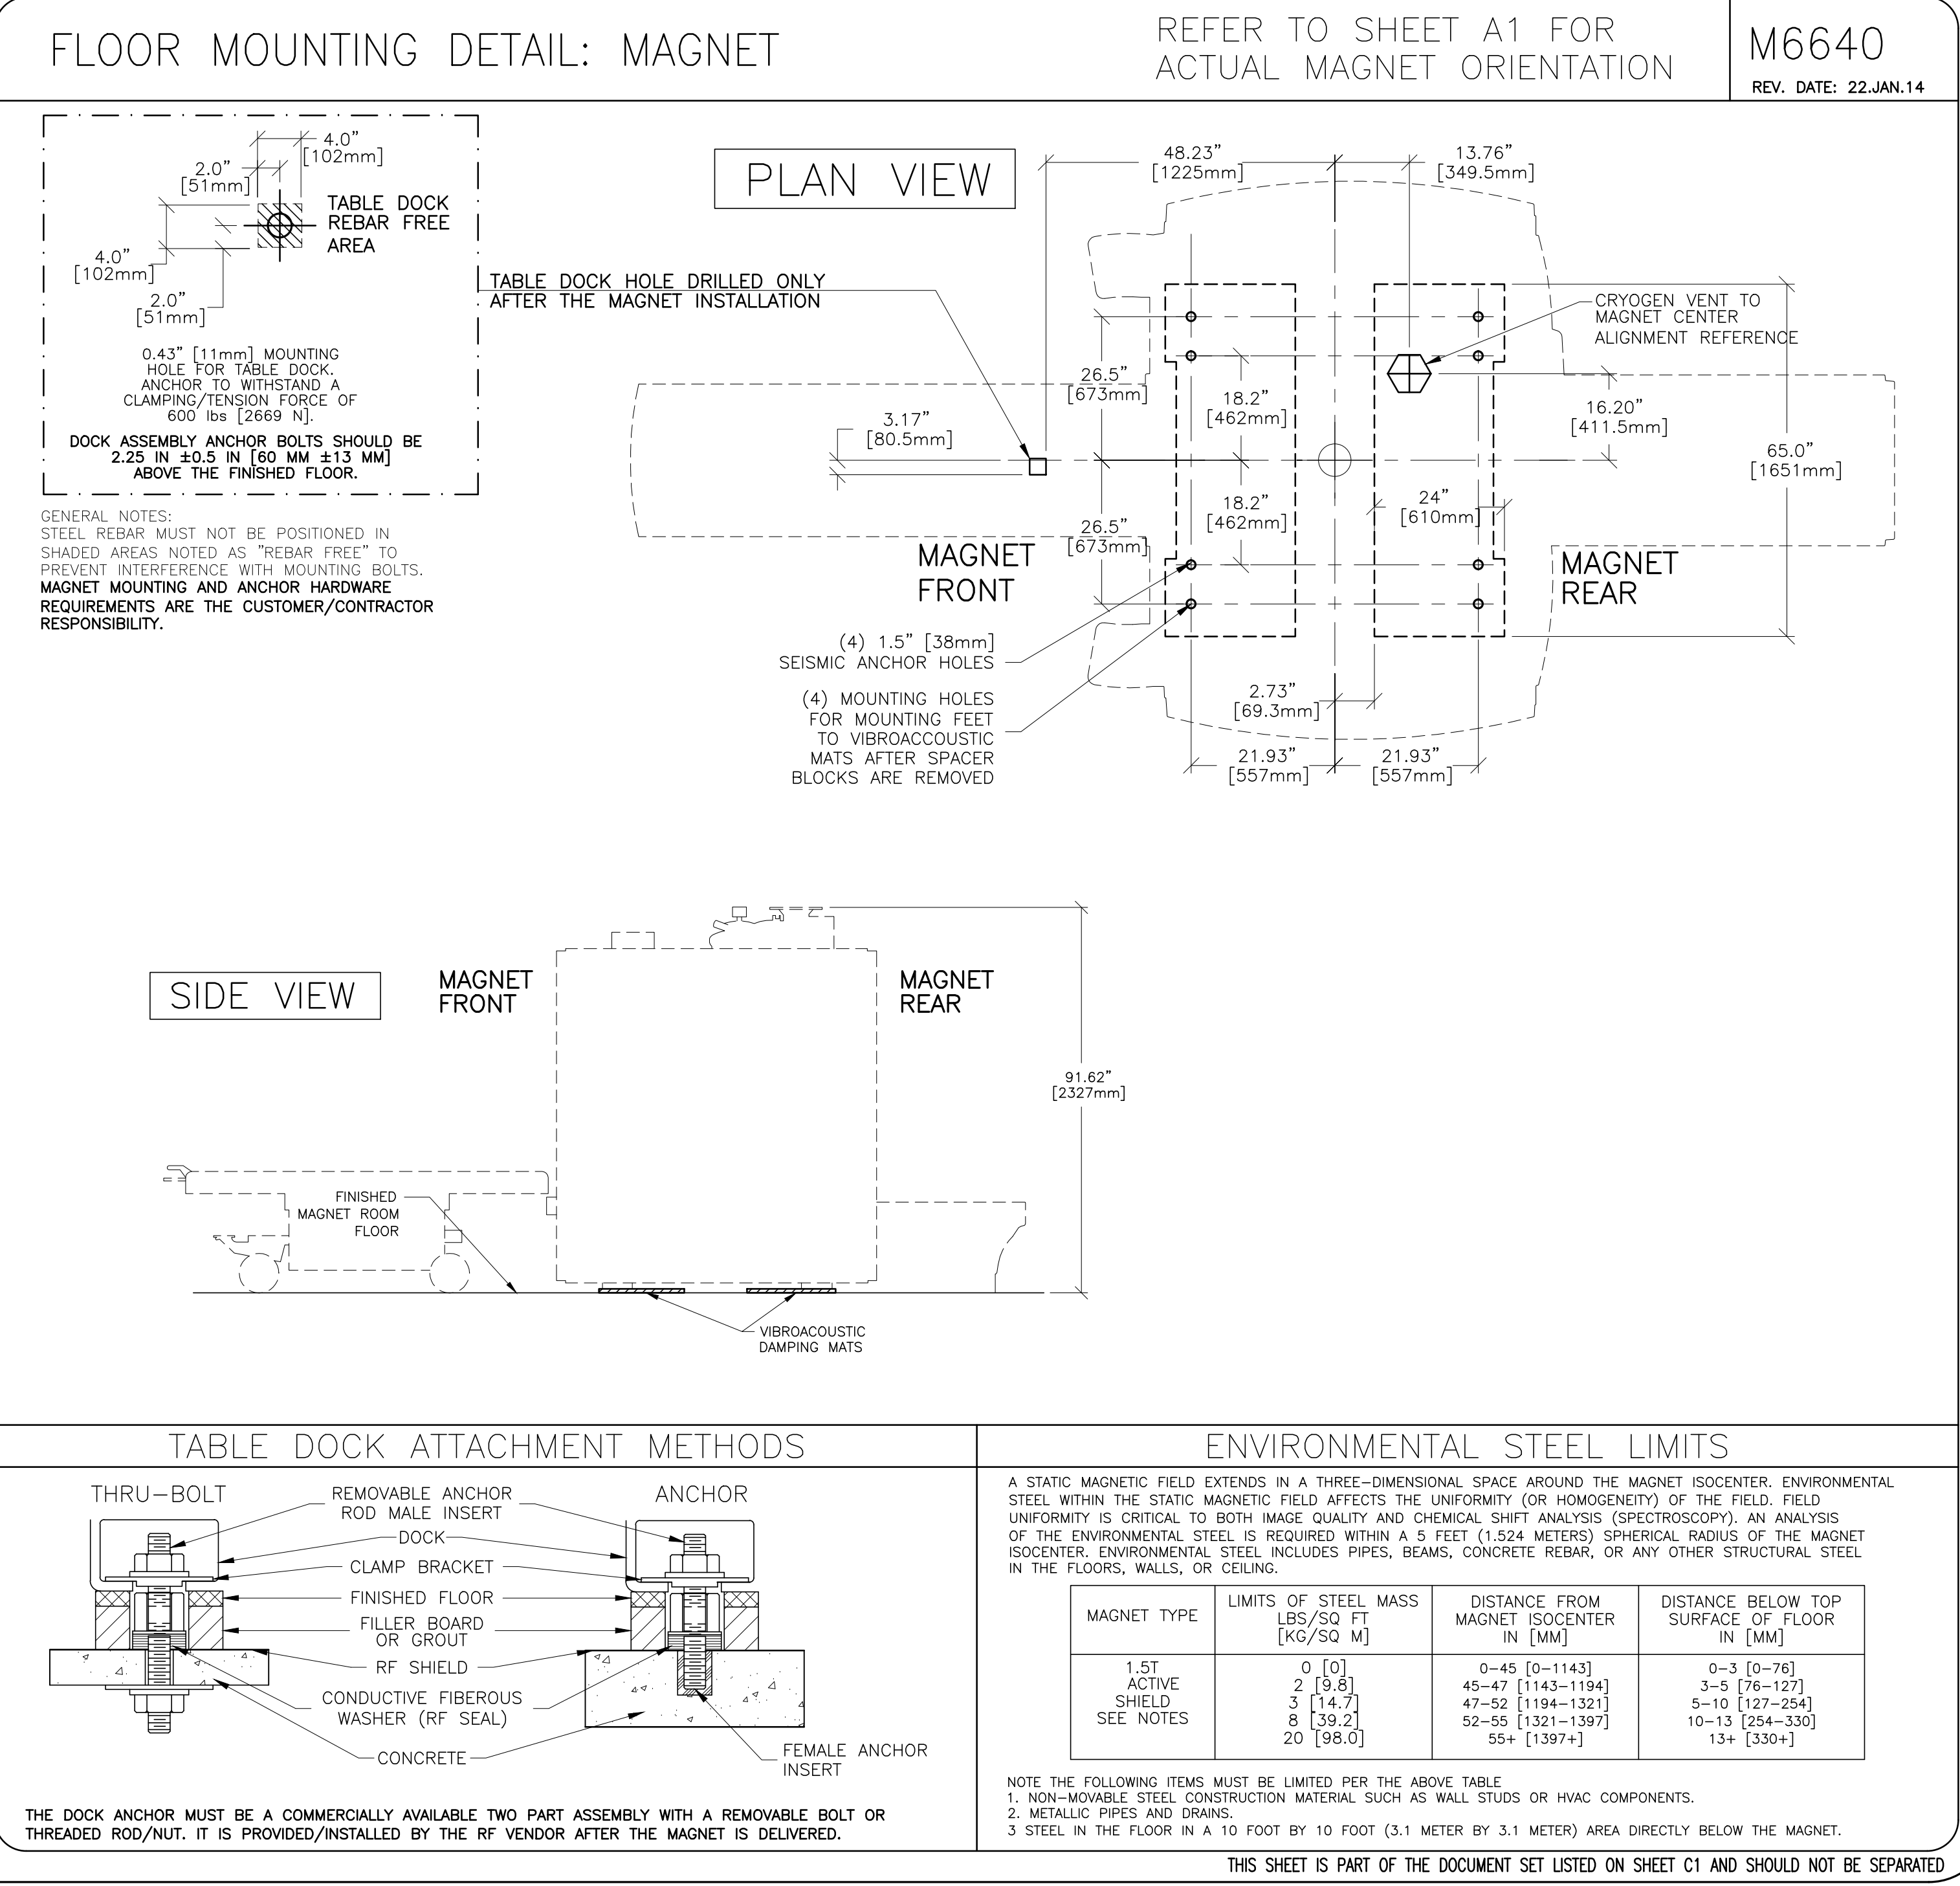 FLOOR MOUNTING DETAIL: MAGNET
REFER TO SHEET A1 FOR
ACTUAL MAGNET ORIENTATION
M6640
REV. DATE: 22.JAN.14
4.0”
[102mm]
2.0”
[51mm]
TABLE DOCK
REBAR FREE
AREA
4.0”
[102mm]
2.0”
[51mm]
0.43” [11mm] MOUNTING
HOLE FOR TABLE DOCK.
ANCHOR TO WITHSTAND A
CLAMPING/TENSION FORCE OF
600 lbs [2669 N].
DOCK ASSEMBLY ANCHOR BOLTS SHOULD BE
2.25 IN ±0.5 IN [60 MM ±13 MM]
ABOVE THE FINISHED FLOOR.
GENERAL NOTES:
STEEL REBAR MUST NOT BE POSITIONED IN
SHADED AREAS NOTED AS ”REBAR FREE” TO
PREVENT INTERFERENCE WITH MOUNTING BOLTS.
MAGNET MOUNTING AND ANCHOR HARDWARE
REQUIREMENTS ARE THE CUSTOMER/CONTRACTOR
RESPONSIBILITY.
PLAN VIEW
48.23”
[1225mm]
13.76”
[349.5mm]
TABLE DOCK HOLE DRILLED ONLY
AFTER THE MAGNET INSTALLATION
CRYOGEN VENT TO
MAGNET CENTER
ALIGNMENT REFERENCE
26.5”
[673mm]
18.2”
[462mm]
3.17”
[80.5mm]
16.20”
[411.5mm]
65.0”
[1651mm]
18.2”
[462mm]
24”
[610mm]
26.5”
[673mm]
MAGNET
FRONT
MAGNET
REAR
(4) 1.5” [38mm]
SEISMIC ANCHOR HOLES
(4) MOUNTING HOLES
FOR MOUNTING FEET
TO VIBROACCOUSTIC
MATS AFTER SPACER
BLOCKS ARE REMOVED
2.73”
[69.3mm]
21.93”
[557mm]
21.93”
[557mm]
SIDE VIEW
MAGNET
FRONT
MAGNET
REAR
91.62”
[2327mm]
FINISHED
MAGNET ROOM
FLOOR
VIBROACOUSTIC
DAMPING MATS
TABLE DOCK ATTACHMENT METHODS
THRU-BOLT
ANCHOR
REMOVABLE ANCHOR
ROD MALE INSERT
DOCK
CLAMP BRACKET
FINISHED FLOOR
FILLER BOARD
OR GROUT
RF SHIELD
CONDUCTIVE FIBEROUS
WASHER (RF SEAL)
CONCRETE
FEMALE ANCHOR
INSERT
THE DOCK ANCHOR MUST BE A COMMERCIALLY AVAILABLE TWO PART ASSEMBLY WITH A REMOVABLE BOLT OR
THREADED ROD/NUT. IT IS PROVIDED/INSTALLED BY THE RF VENDOR AFTER THE MAGNET IS DELIVERED.
ENVIRONMENTAL STEEL LIMITS
A STATIC MAGNETIC FIELD EXTENDS IN A THREE-DIMENSIONAL SPACE AROUND THE MAGNET ISOCENTER. ENVIRONMENTAL
STEEL WITHIN THE STATIC MAGNETIC FIELD AFFECTS THE UNIFORMITY (OR HOMOGENEITY) OF THE FIELD. FIELD
UNIFORMITY IS CRITICAL TO BOTH IMAGE QUALITY AND CHEMICAL SHIFT ANALYSIS (SPECTROSCOPY). AN ANALYSIS
OF THE ENVIRONMENTAL STEEL IS REQUIRED WITHIN A 5 FEET (1.524 METERS) SPHERICAL RADIUS OF THE MAGNET
ISOCENTER. ENVIRONMENTAL STEEL INCLUDES PIPES, BEAMS, CONCRETE REBAR, OR ANY OTHER STRUCTURAL STEEL
IN THE FLOORS, WALLS, OR CEILING.
MAGNET TYPE
LIMITS OF STEEL MASS
LBS/SQ FT
[KG/SQ M]
DISTANCE FROM
MAGNET ISOCENTER
IN [MM]
DISTANCE BELOW TOP
SURFACE OF FLOOR
IN [MM]
1.5T
ACTIVE
SHIELD
SEE NOTES
0 [0]
2 [9.8]
3 [14.7]
8 [39.2]
20 [98.0]
0-45 [0-1143]
45-47 [1143-1194]
47-52 [1194-1321]
52-55 [1321-1397]
55+ [1397+]
0-3 [0-76]
3-5 [76-127]
5-10 [127-254]
10-13 [254-330]
13+ [330+]
NOTE THE FOLLOWING ITEMS MUST BE LIMITED PER THE ABOVE TABLE
1. NON-MOVABLE STEEL CONSTRUCTION MATERIAL SUCH AS WALL STUDS OR HVAC COMPONENTS.
2. METALLIC PIPES AND DRAINS.
3 STEEL IN THE FLOOR IN A 10 FOOT BY 10 FOOT (3.1 METER BY 3.1 METER) AREA DIRECTLY BELOW THE MAGNET.
THIS SHEET IS PART OF THE DOCUMENT SET LISTED ON SHEET C1 AND SHOULD NOT BE SEPARATED